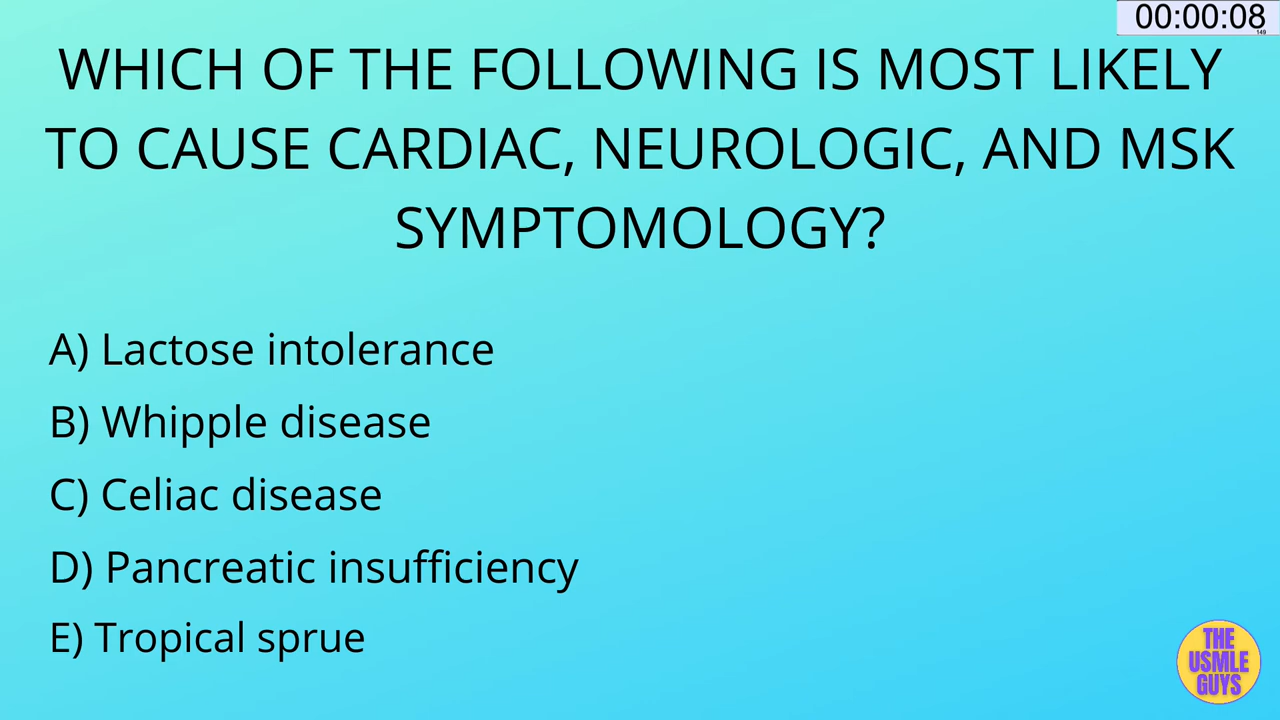 00:00:08
149
WHICH OF THE FOLLOWING IS MOST LIKELY
TO CAUSE CARDIAC, NEUROLOGIC, AND MSK
SYMPTOMOLOGY?
A) Lactose intolerance
B) Whipple disease
C) Celiac disease
D) Pancreatic insufficiency
E) Tropical sprue
THE
USMLE
GUYS